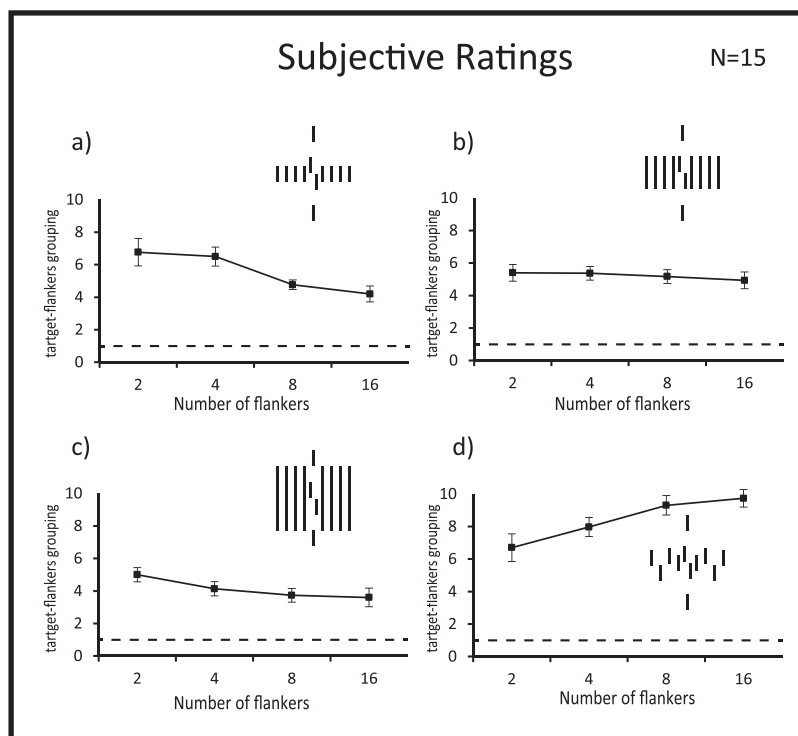 Subjective Ratings
N=15
a)
tartget-flankers grouping
10
8
6
4
2
0
2 4 8 16
Number of flankers
b)
tartget-flankers grouping
10
8
6
4
2
0
2 4 8 16
Number of flankers
c)
tartget-flankers grouping
10
8
6
4
2
0
2 4 8 16
Number of flankers
d)
tartget-flankers grouping
10
8
6
4
2
0
2 4 8 16
Number of flankers